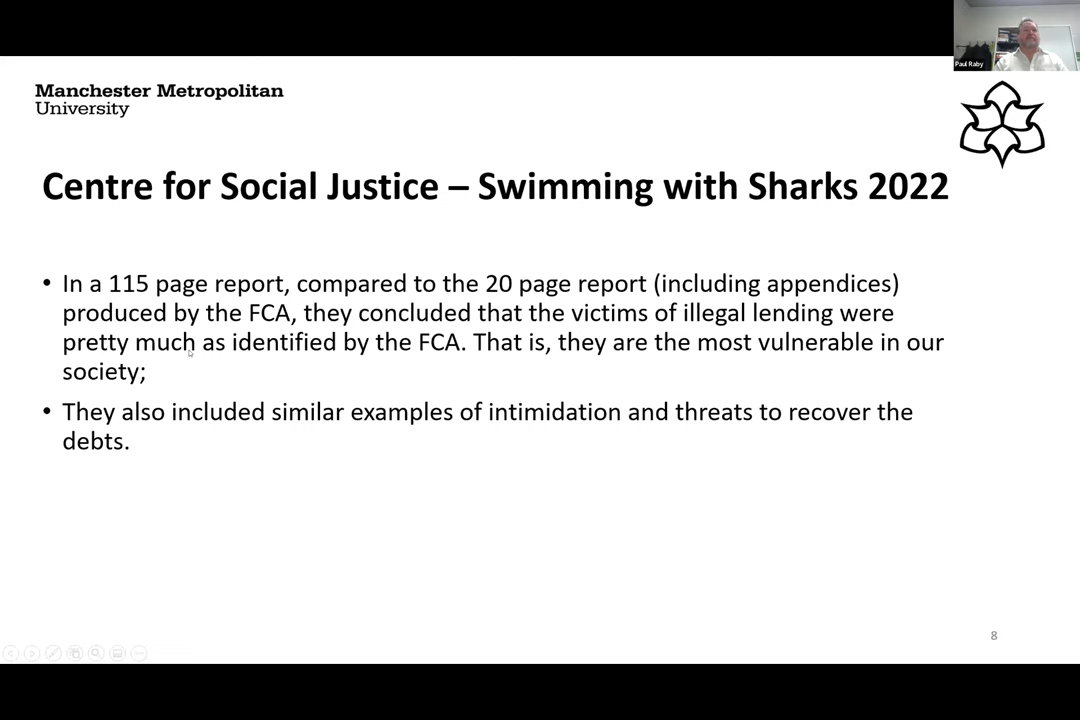 Paul Raby
Manchester Metropolitan
University
Centre for Social Justice – Swimming with Sharks 2022
• In a 115 page report, compared to the 20 page report (including appendices)
produced by the FCA, they concluded that the victims of illegal lending were
pretty much as identified by the FCA. That is, they are the most vulnerable in our
society;
• They also included similar examples of intimidation and threats to recover the
debts.
8